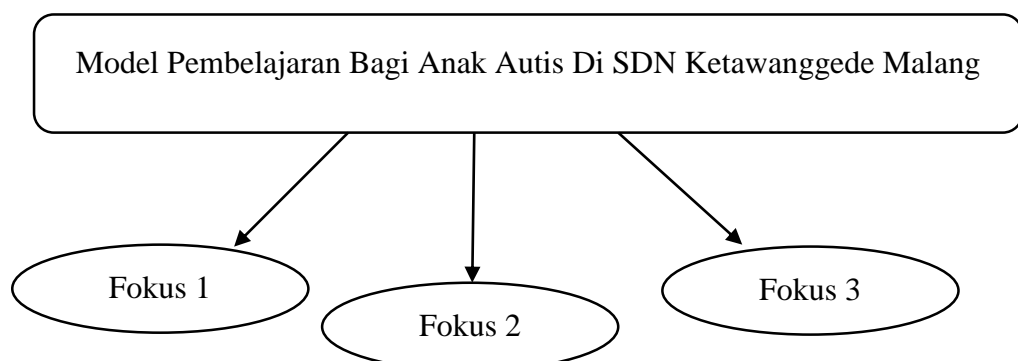 Model Pembelajaran Bagi Anak Autis Di SDN Ketawanggede Malang
Fokus 1
Fokus 2
Fokus 3